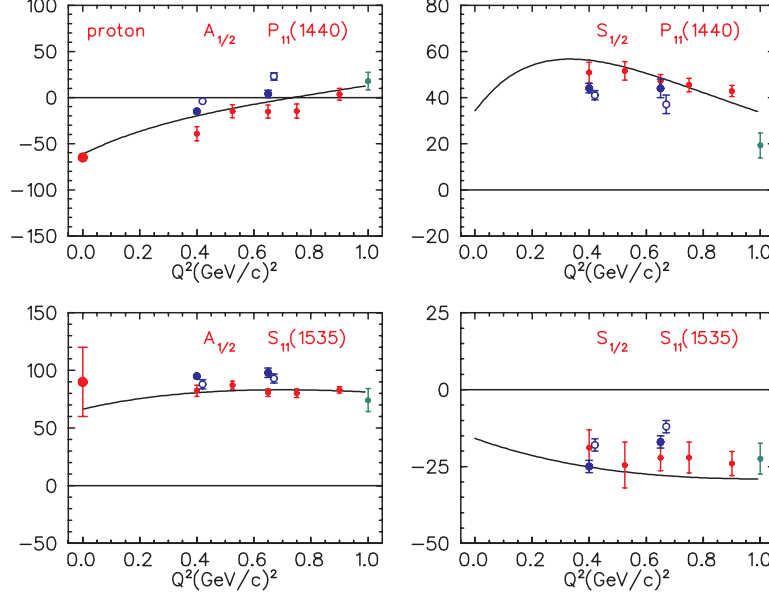 100
50
0
−50
−100
−150
proton A1/2 P11(1440)
0.0 0.2 0.4 0.6 0.8 1.0
Q²(GeV/c)²
80
60
40
20
0
−20
S1/2 P11(1440)
0.0 0.2 0.4 0.6 0.8 1.0
Q²(GeV/c)²
150
100
50
0
−50
A1/2 S11(1535)
0.0 0.2 0.4 0.6 0.8 1.0
Q²(GeV/c)²
25
0
−25
−50
S1/2 S11(1535)
0.0 0.2 0.4 0.6 0.8 1.0
Q²(GeV/c)²